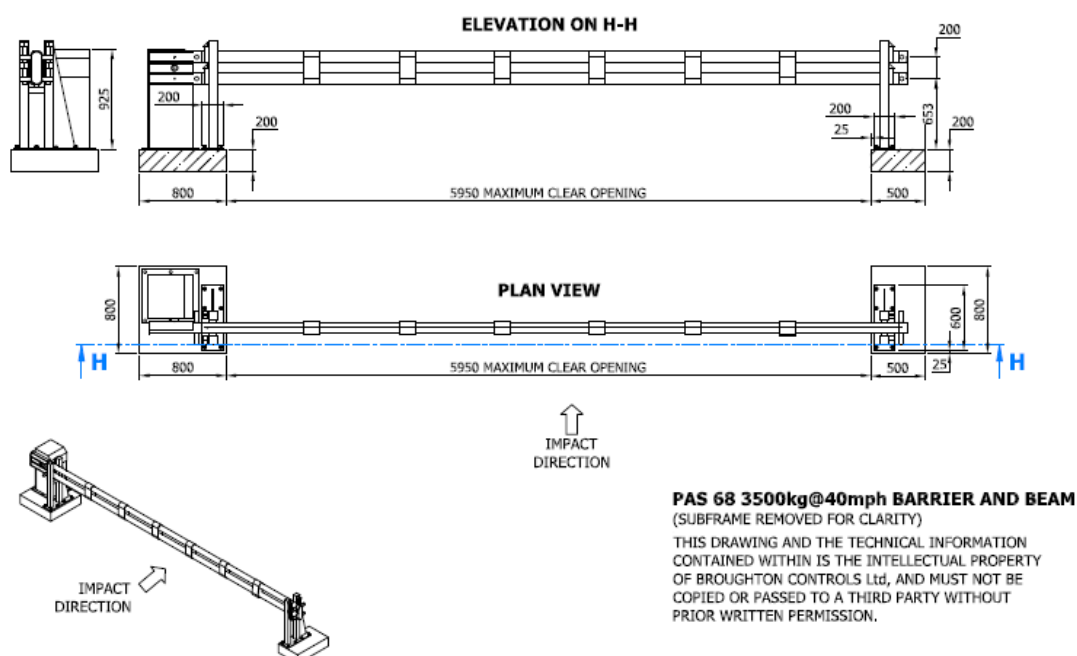 ELEVATION ON H-H
200
925
200
200
200
25
653
200
800
5950 MAXIMUM CLEAR OPENING
500
PLAN VIEW
800
600
800
H
H
800
5950 MAXIMUM CLEAR OPENING
500
25
IMPACT
DIRECTION
IMPACT
DIRECTION
PAS 68 3500kg@40mph BARRIER AND BEAM
(SUBFRAME REMOVED FOR CLARITY)
THIS DRAWING AND THE TECHNICAL INFORMATION
CONTAINED WITHIN IS THE INTELLECTUAL PROPERTY
OF BROUGHTON CONTROLS Ltd, AND MUST NOT BE
COPIED OR PASSED TO A THIRD PARTY WITHOUT
PRIOR WRITTEN PERMISSION.